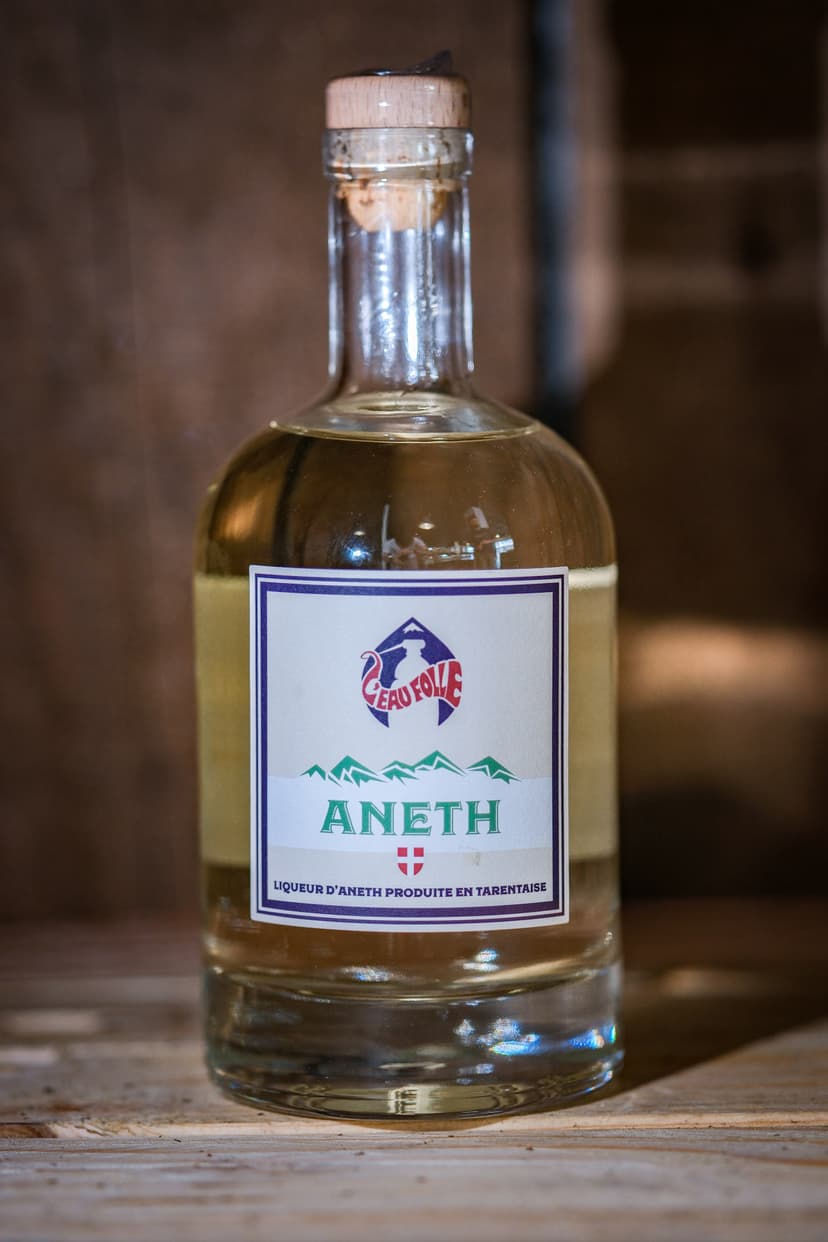 L'EAU FOLLE
ANETH
LIQUEUR D'ANETH PRODUITE EN TARENTAISE